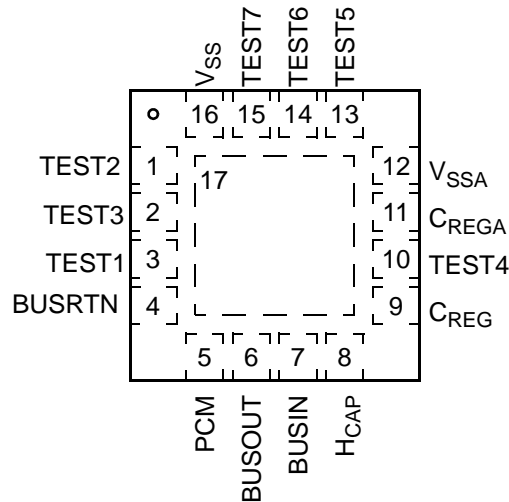 VSS
TEST7
TEST6
TEST5
16 15 14 13
TEST2 1
17
12 VSSA
TEST3 2
11 CREGA
TEST1 3
10 TEST4
BUSRTN 4
9 CREG
5 6 7 8
PCM
BUSOUT
BUSIN
HCAP